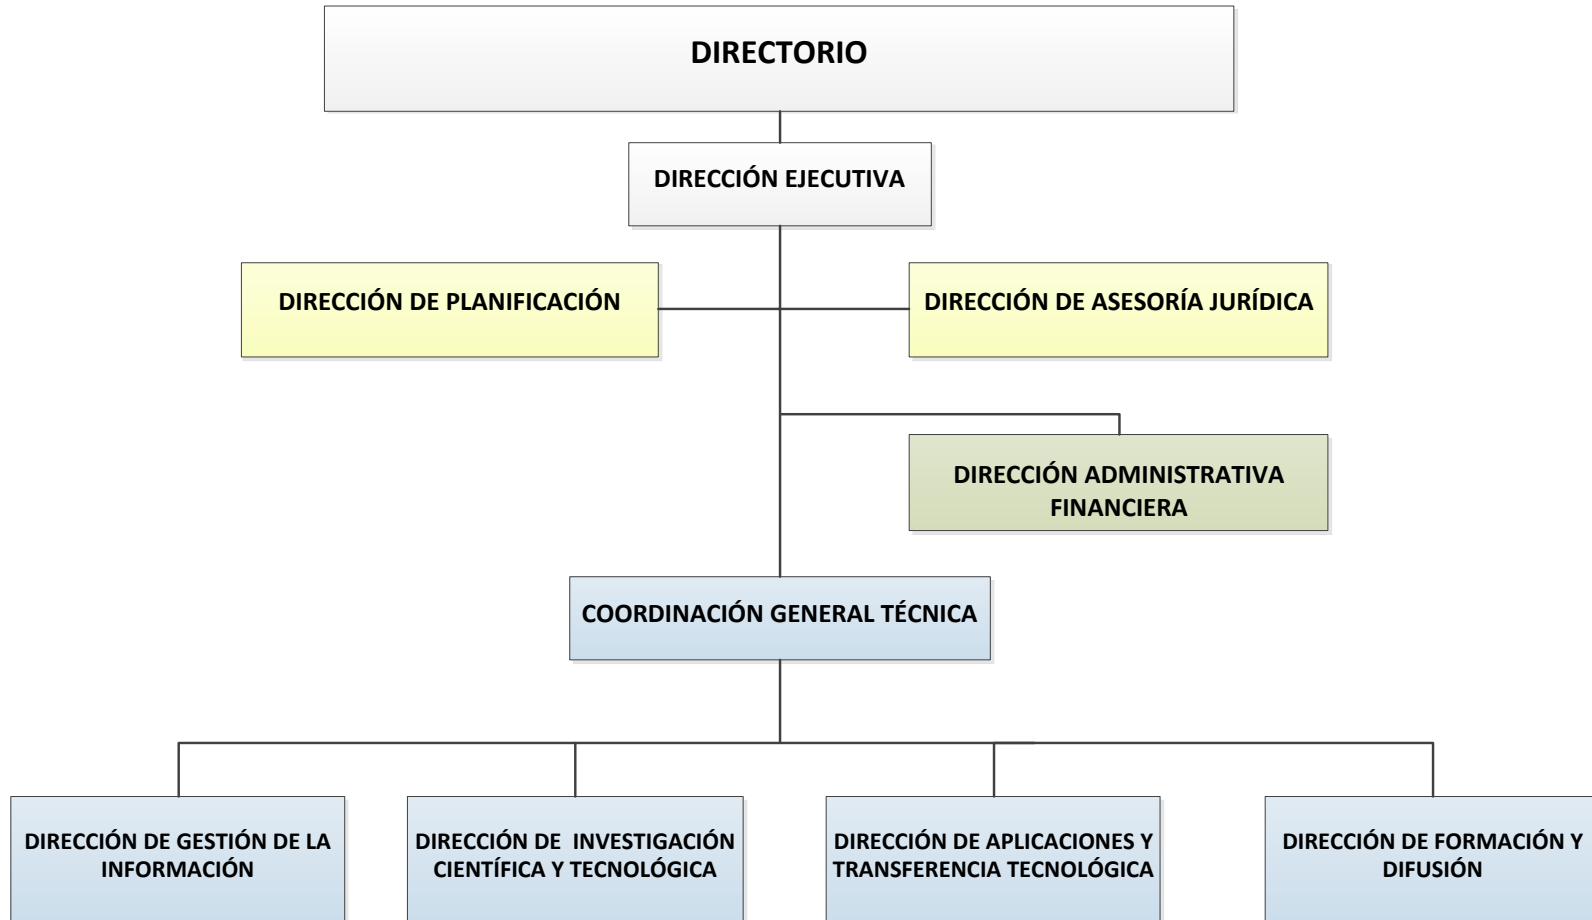 DIRECTORIO
DIRECCIÓN EJECUTIVA
DIRECCIÓN DE PLANIFICACIÓN
DIRECCIÓN DE ASESORÍA JURÍDICA
DIRECCIÓN ADMINISTRATIVA
FINANCIERA
COORDINACIÓN GENERAL TÉCNICA
DIRECCIÓN DE GESTIÓN DE LA
INFORMACIÓN
DIRECCIÓN DE INVESTIGACIÓN
CIENTÍFICA Y TECNOLÓGICA
DIRECCIÓN DE APLICACIONES Y
TRANSFERENCIA TECNOLÓGICA
DIRECCIÓN DE FORMACIÓN Y
DIFUSIÓN